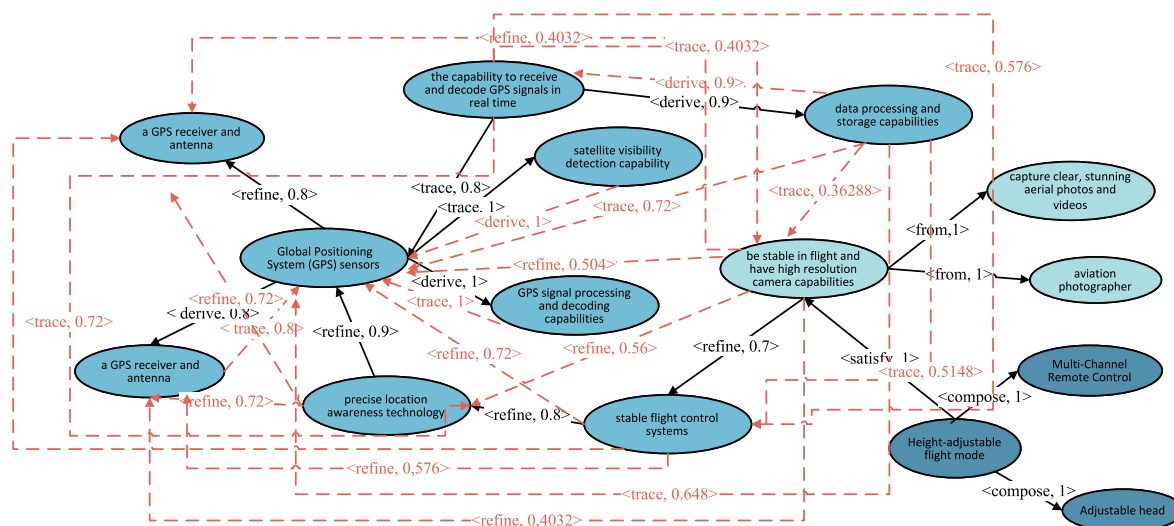 <refine, 0.4032>
<trace, 0.4032>
<trace, 0.576>
the capability to receive
and decode GPS signals in
real time
<derive, 0.9>
<derive, 0.9>
data processing and
storage capabilities
a GPS receiver and
antenna
satellite visibility
detection capability
<refine, 0.8>
<trace, 0.8>
<trace, 1>
<trace, 0.36288>
capture clear, stunning
aerial photos and
videos
<derive, 1>
<trace, 0.72>
<from,1>
Global Positioning
System (GPS) sensors
be stable in flight and
have high resolution
camera capabilities
<refine, 0.504>
<from, 1>
aviation
photographer
<derive, 1>
<trace, 1>
GPS signal processing
and decoding
capabilities
<refine, 0.72>
< derive, 0.8>
<trace, 0.72>
< trace, 0.8>
<refine, 0.9>
<refine, 0.72>
<refine, 0.56>
<refine, 0.7>
<satisfy, 1>
<trace, 0.5148>
Multi-Channel
Remote Control
a GPS receiver and
antenna
<refine, 0.72>
precise location
awareness technology
<refine, 0.8>
stable flight control
systems
<compose, 1>
Height-adjustable
flight mode
<refine, 0,576>
<trace, 0.648>
<compose, 1>
<refine, 0.4032>
Adjustable head